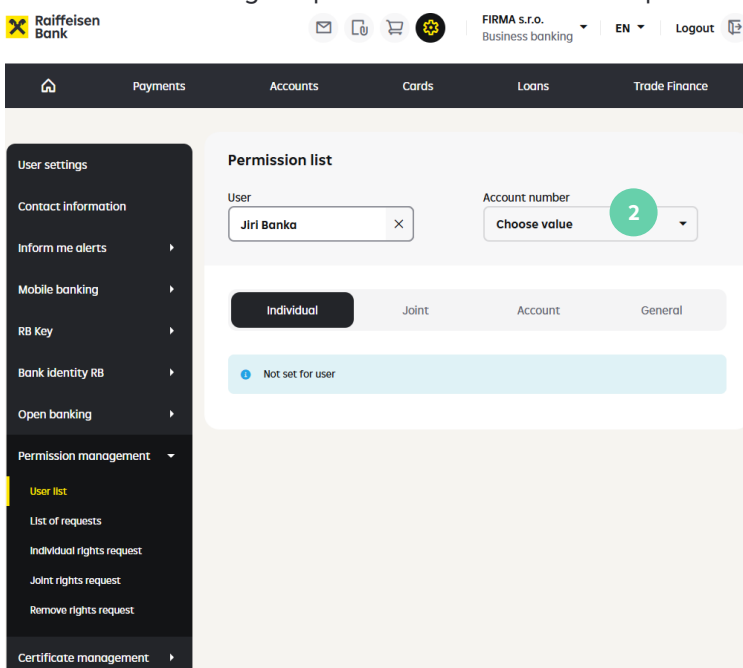 Raiffeisen
Bank
FIRMA s.r.o.
Business banking
EN
Logout
Payments
Accounts
Cards
Loans
Trade Finance
User settings
Contact information
Inform me alerts
Mobile banking
RB Key
Bank identity RB
Open banking
Permission management
User list
List of requests
Individual rights request
Joint rights request
Remove rights request
Certificate management
Permission list
User
Jiri Banka
Account number
Choose value
2
Individual
Joint
Account
General
Not set for user